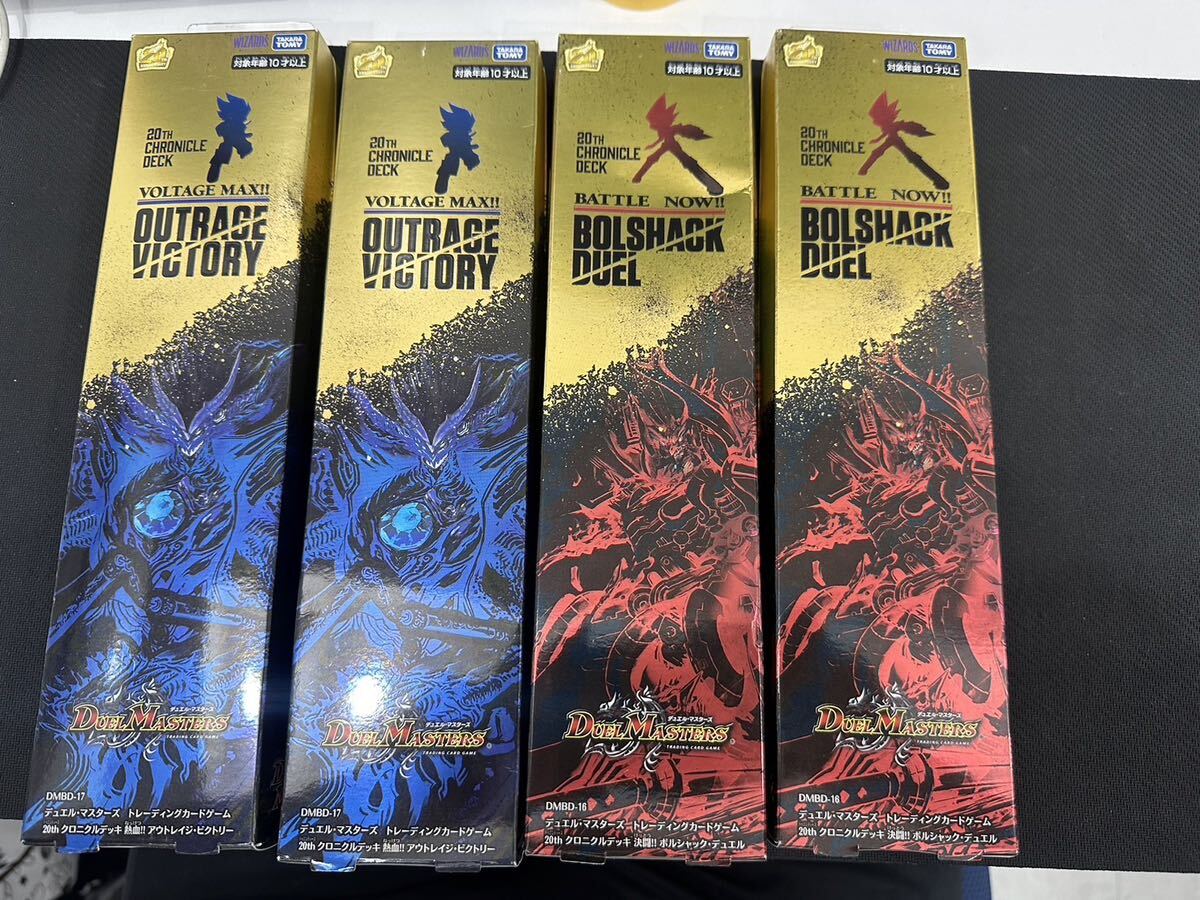 WIZARDS TAKARA TOMY
対象年齢10才以上
20TH
CHRONICLE
DECK
VOLTAGE MAX!!
OUTRAGE
VICTORY
デュエル・マスターズ
DUEL MASTERS
TRADING CARD GAME
DMBD-17
デュエル・マスターズ トレーディングカードゲーム
20th クロニクルデッキ 熱血!! アウトレイジ・ビクトリー
WIZARDS TAKARA TOMY
対象年齢10才以上
20TH
CHRONICLE
DECK
VOLTAGE MAX!!
OUTRAGE
VICTORY
デュエル・マスターズ
DUEL MASTERS
TRADING CARD GAME
DMBD-17
デュエル・マスターズ トレーディングカードゲーム
20th クロニクルデッキ 熱血!! アウトレイジ・ビクトリー
WIZARDS TAKARA TOMY
対象年齢10才以上
20TH
CHRONICLE
DECK
BATTLE NOW!!
BOLSHACK
DUEL
デュエル・マスターズ
DUEL MASTERS
TRADING CARD GAME
DMBD-16
デュエル・マスターズ トレーディングカードゲーム
20th クロニクルデッキ 決闘!! ボルシャック・デュエル
WIZARDS TAKARA TOMY
対象年齢10才以上
20TH
CHRONICLE
DECK
BATTLE NOW!!
BOLSHACK
DUEL
デュエル・マスターズ
DUEL MASTERS
TRADING CARD GAME
DMBD-16
デュエル・マスターズ トレーディングカードゲーム
20th クロニクルデッキ 決闘!! ボルシャック・デュエル